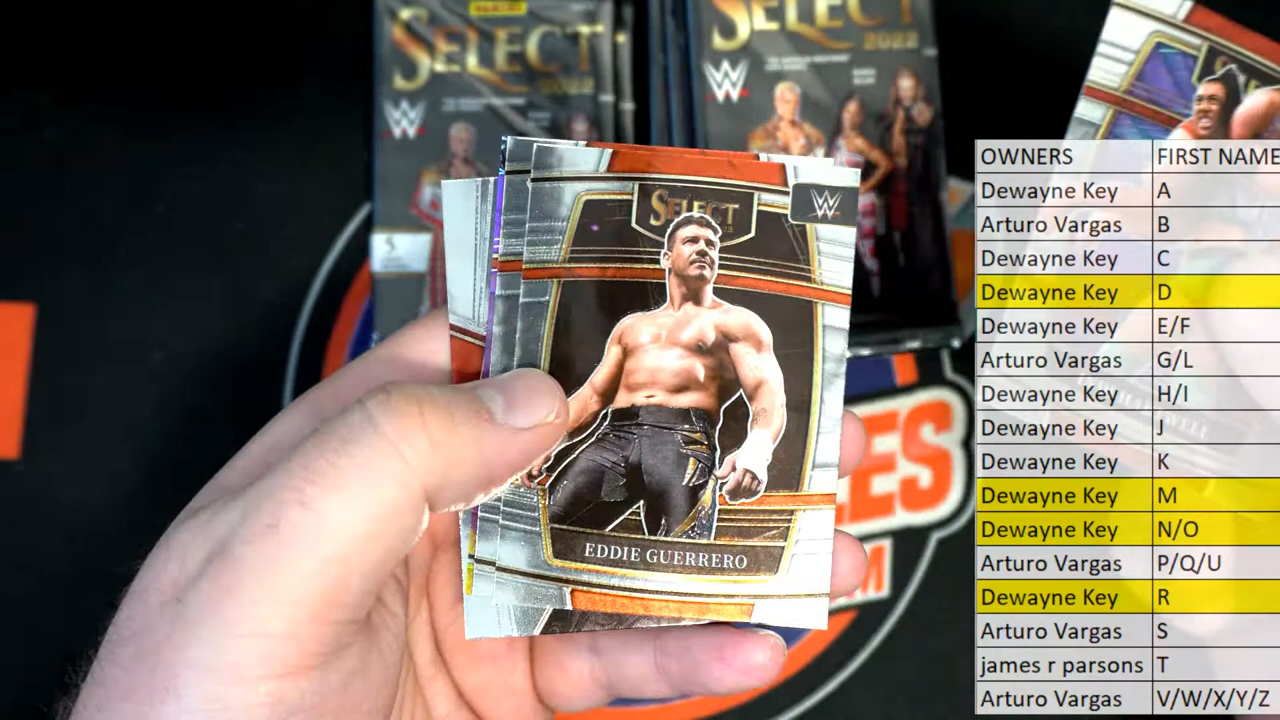 PANINI
SELECT
2022
W
SELECT
2022
W
SELECT
2022
W
EDDIE GUERRERO
OWNERS FIRST NAME
Dewayne Key A
Arturo Vargas B
Dewayne Key C
Dewayne Key D
Dewayne Key E/F
Arturo Vargas G/L
Dewayne Key H/I
Dewayne Key J
Dewayne Key K
Dewayne Key M
Dewayne Key N/O
Arturo Vargas P/Q/U
Dewayne Key R
Arturo Vargas S
james r parsons T
Arturo Vargas V/W/X/Y/Z